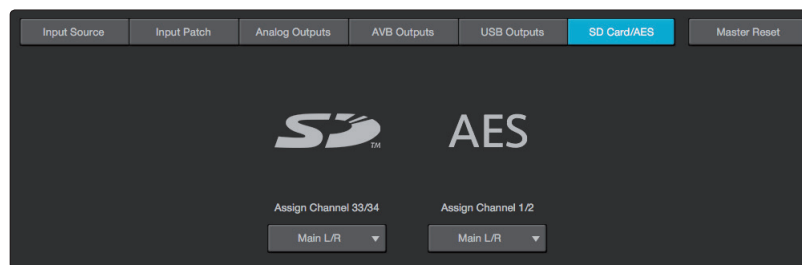 Input Source Input Patch Analog Outputs AVB Outputs USB Outputs SD Card/AES Master Reset
SD TM AES
Assign Channel 33/34 Assign Channel 1/2
Main L/R Main L/R